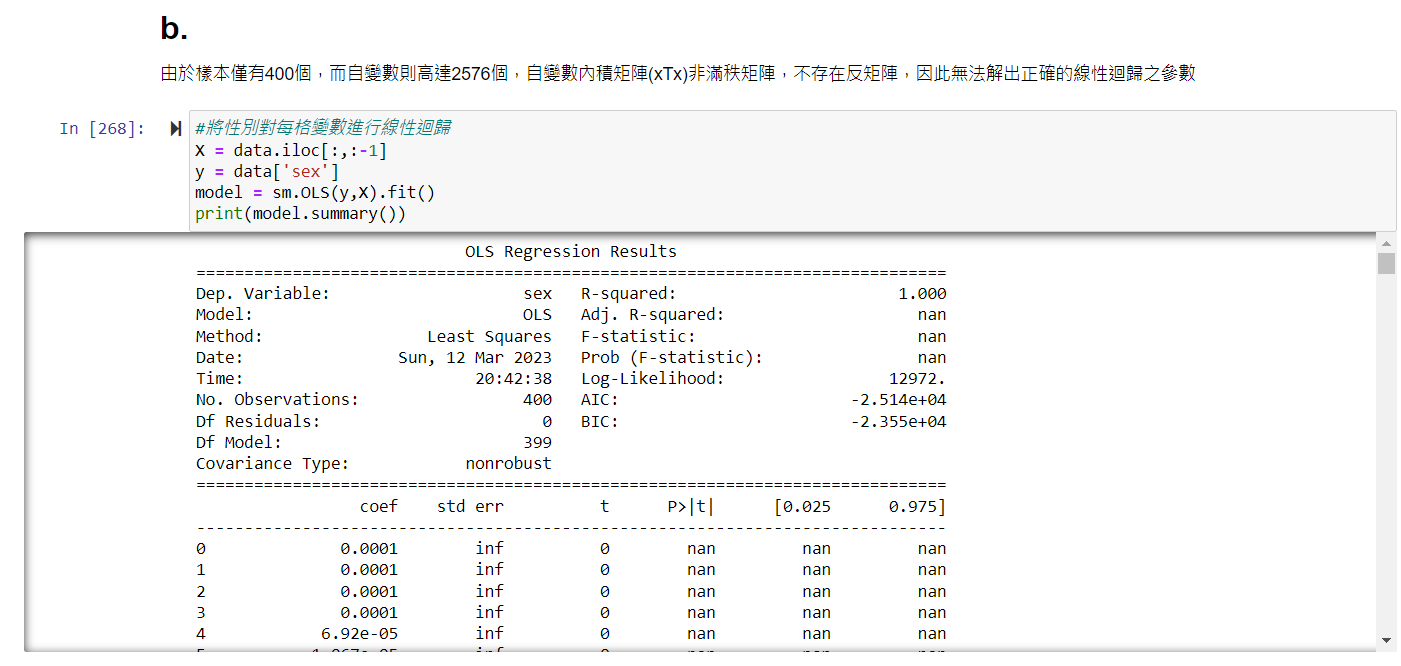 b.
由於樣本僅有400個，而自變數則高達2576個，自變數內積矩陣(xTx)非滿秩矩陣，不存在反矩陣，因此無法解出正確的線性迴歸之參數
In [268]:
#將性別對每格變數進行線性迴歸
X = data.iloc[:,:-1]
y = data['sex']
model = sm.OLS(y,X).fit()
print(model.summary())
OLS Regression Results
==============================================================================
Dep. Variable: sex R-squared: 1.000
Model: OLS Adj. R-squared: nan
Method: Least Squares F-statistic: nan
Date: Sun, 12 Mar 2023 Prob (F-statistic): nan
Time: 20:42:38 Log-Likelihood: 12972.
No. Observations: 400 AIC: -2.514e+04
Df Residuals: 0 BIC: -2.355e+04
Df Model: 399
Covariance Type: nonrobust
==============================================================================
coef std err t P>|t| [0.025 0.975]
------------------------------------------------------------------------------
0 0.0001 inf 0 nan nan nan
1 0.0001 inf 0 nan nan nan
2 0.0001 inf 0 nan nan nan
3 0.0001 inf 0 nan nan nan
4 6.92e-05 inf 0 nan nan nan